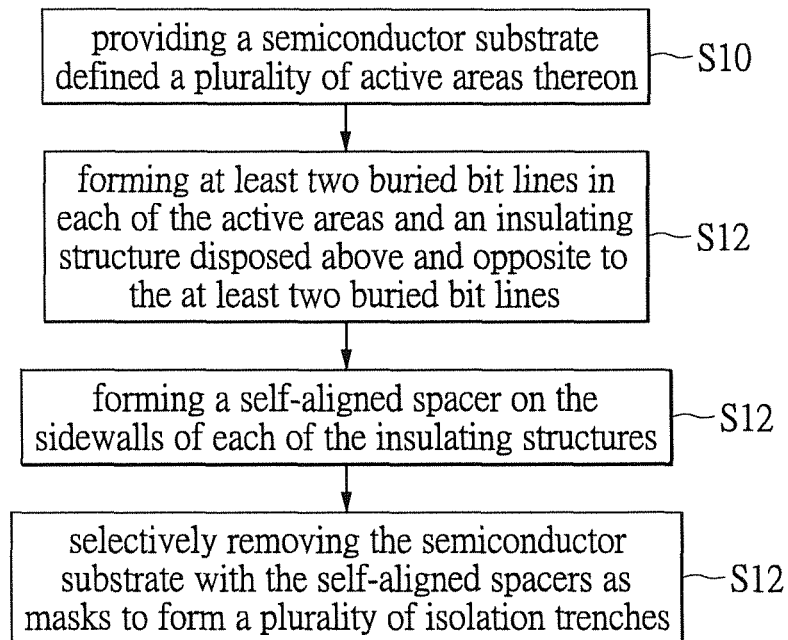 providing a semiconductor substrate
defined a plurality of active areas thereon
S10
forming at least two buried bit lines in
each of the active areas and an insulating
structure disposed above and opposite to
the at least two buried bit lines
S12
forming a self-aligned spacer on the
sidewalls of each of the insulating structures
S12
selectively removing the semiconductor
substrate with the self-aligned spacers as
masks to form a plurality of isolation trenches
S12